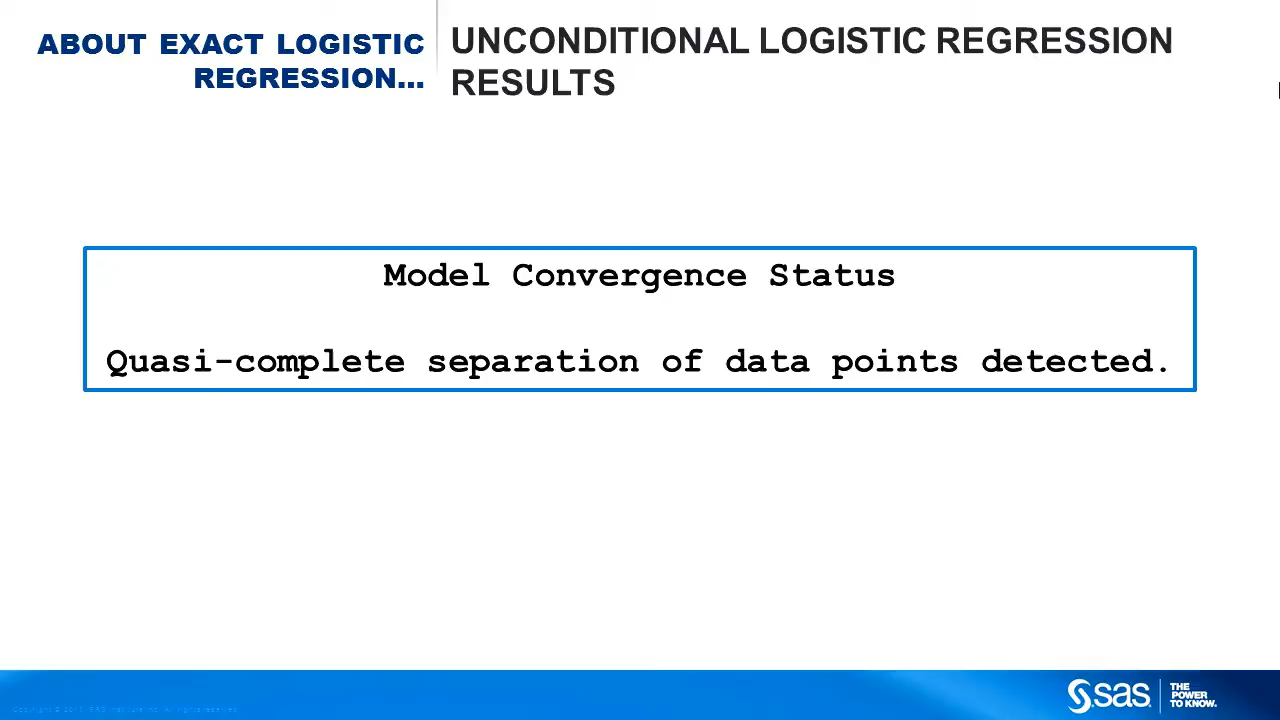 ABOUT EXACT LOGISTIC
REGRESSION...
UNCONDITIONAL LOGISTIC REGRESSION
RESULTS
Model Convergence Status
Quasi-complete separation of data points detected.
sas
THE
POWER
TO KNOW.